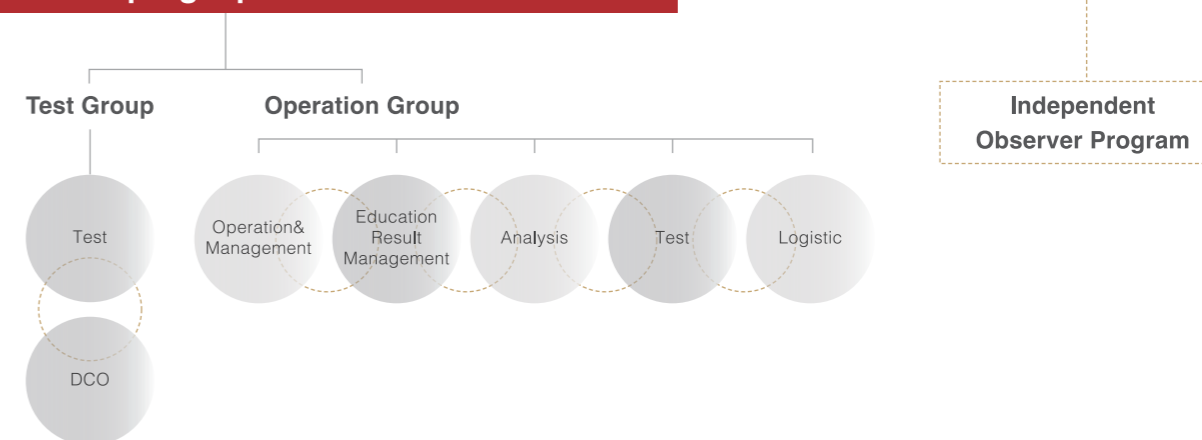 Test Group
Operation Group
Independent
Observer Program
Test
Operation&
Management
Education
Result
Management
Analysis
Test
Logistic
DCO